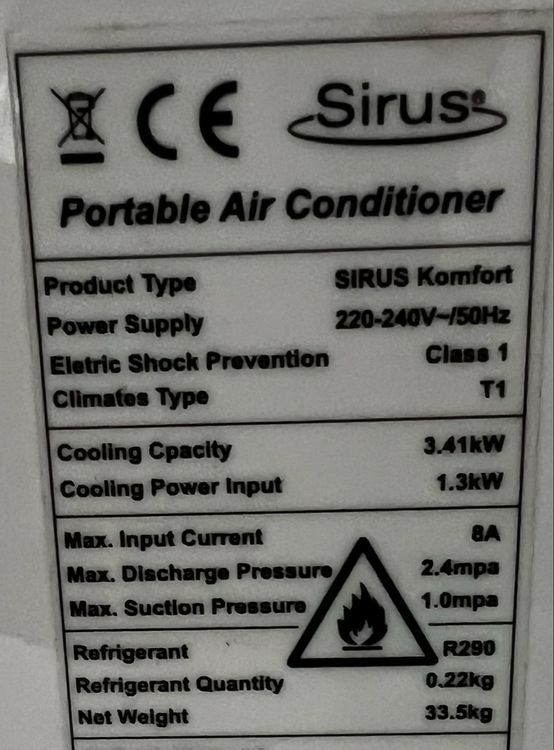 CE Sirus®
Portable Air Conditioner
Product Type SIRUS Komfort
Power Supply 220-240V~/50Hz
Eletric Shock Prevention Class 1
Climates Type T1
Cooling Cpacity 3.41kW
Cooling Power Input 1.3kW
Max. Input Current 8A
Max. Discharge Pressure 2.4mpa
Max. Suction Pressure 1.0mpa
Refrigerant R290
Refrigerant Quantity 0.22kg
Net Weight 33.5kg